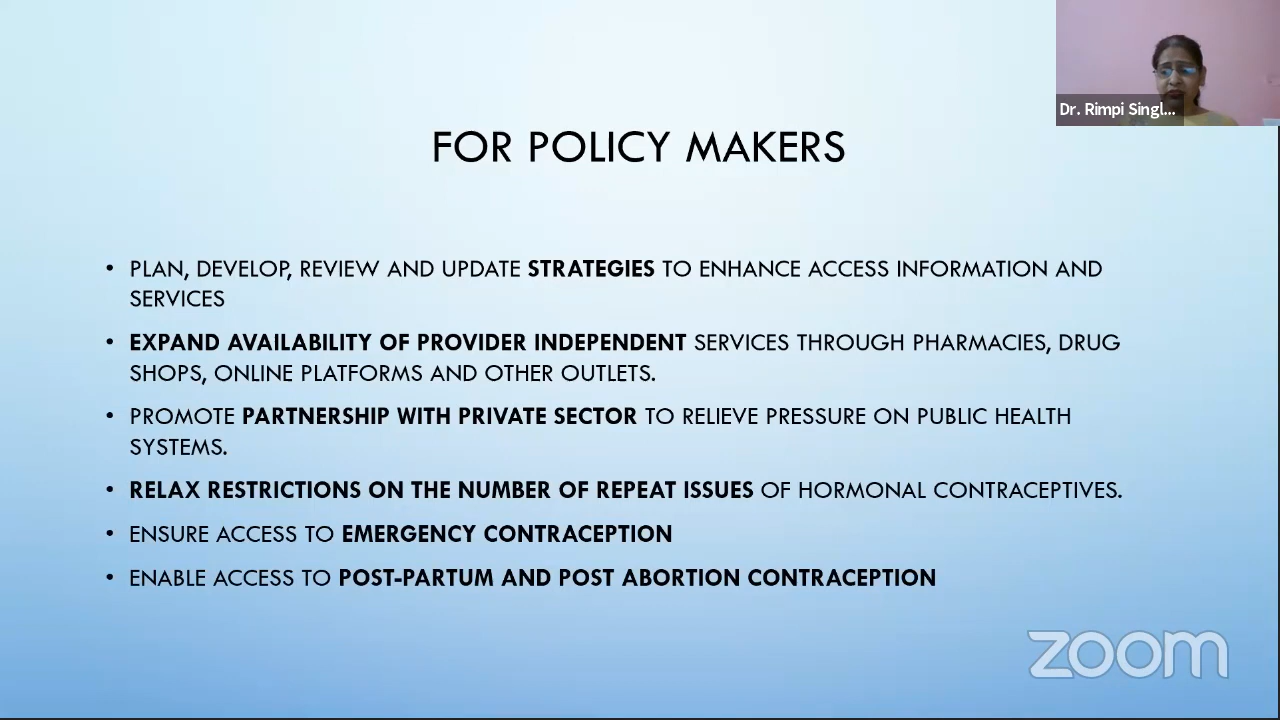 Dr. Rimpi Singl...
FOR POLICY MAKERS
• PLAN, DEVELOP, REVIEW AND UPDATE STRATEGIES TO ENHANCE ACCESS INFORMATION AND
SERVICES
• EXPAND AVAILABILITY OF PROVIDER INDEPENDENT SERVICES THROUGH PHARMACIES, DRUG
SHOPS, ONLINE PLATFORMS AND OTHER OUTLETS.
• PROMOTE PARTNERSHIP WITH PRIVATE SECTOR TO RELIEVE PRESSURE ON PUBLIC HEALTH
SYSTEMS.
• RELAX RESTRICTIONS ON THE NUMBER OF REPEAT ISSUES OF HORMONAL CONTRACEPTIVES.
• ENSURE ACCESS TO EMERGENCY CONTRACEPTION
• ENABLE ACCESS TO POST-PARTUM AND POST ABORTION CONTRACEPTION
zoom